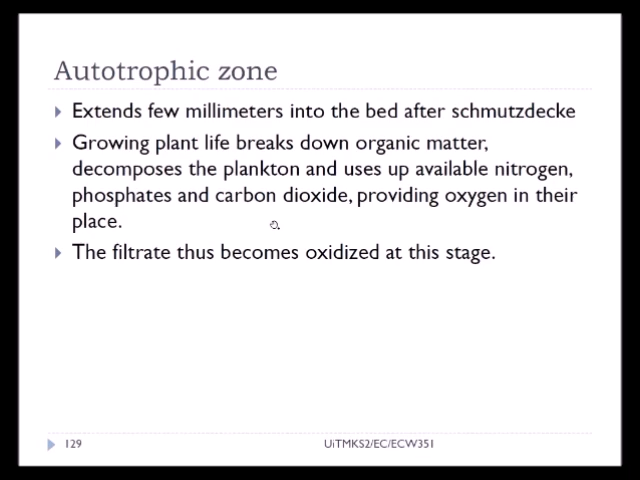 Autotrophic zone
Extends few millimeters into the bed after schmutzdecke
Growing plant life breaks down organic matter,
decomposes the plankton and uses up available nitrogen,
phosphates and carbon dioxide, providing oxygen in their
place.
The filtrate thus becomes oxidized at this stage.
129 UiTMKS2/EC/ECW351